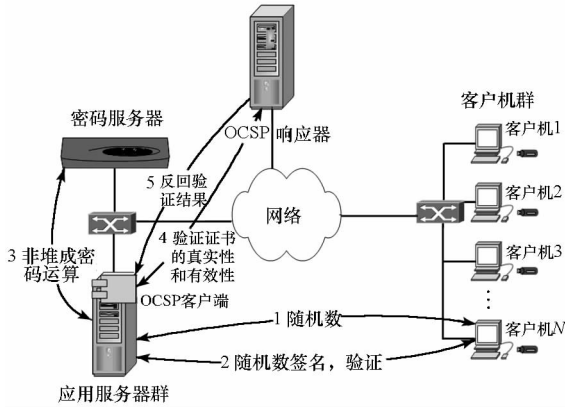 密码服务器
OCSP 响应器
客户机群
客户机1
客户机2
客户机3
客户机N
5 反回验
证结果
网络
3 非堆成密
码运算
4 验证证书
的真实性
和有效性
OCSP客户端
1 随机数
2 随机数签名，验证
应用服务器群